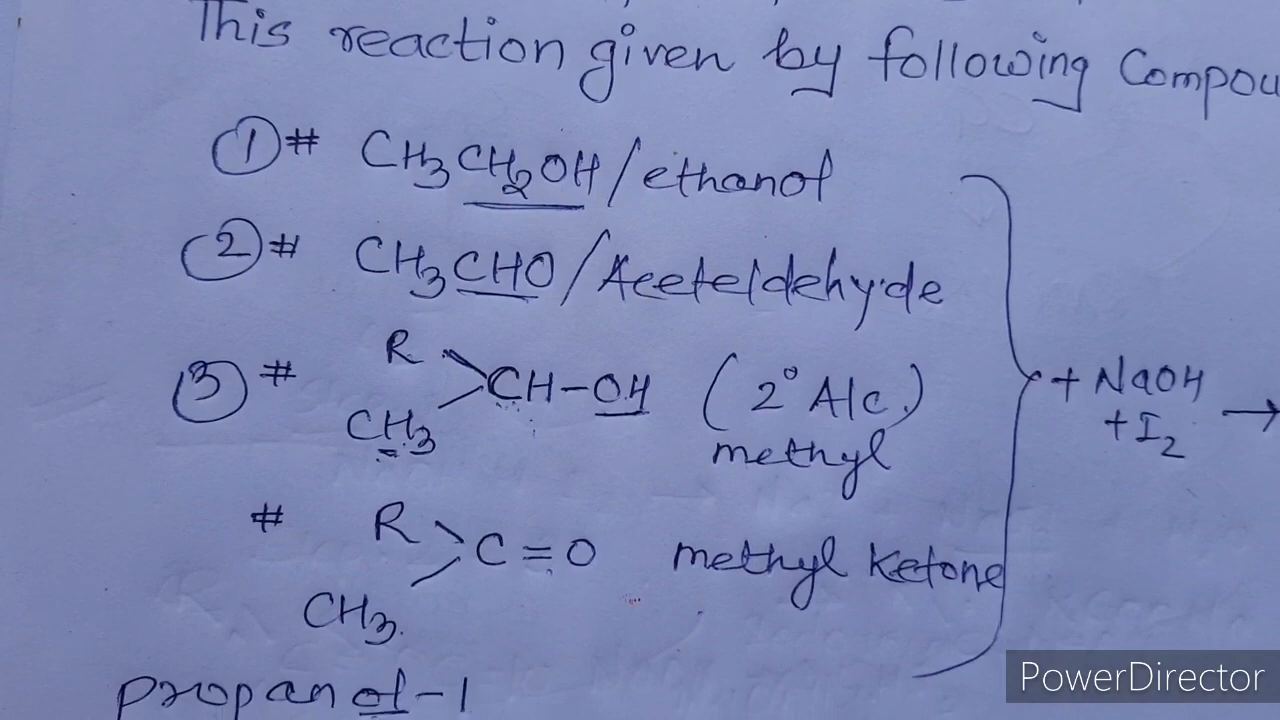 This reaction given by following Compou
① # CH3CH2OH/ethanol
② # CH3CHO/Aceteldehyde
③ # R
CH3 >CH-OH (2° Alc.)
methyl
+ NaOH
+ I2 →
# R
CH3. >C=O methyl Ketone
propanol-1
PowerDirector